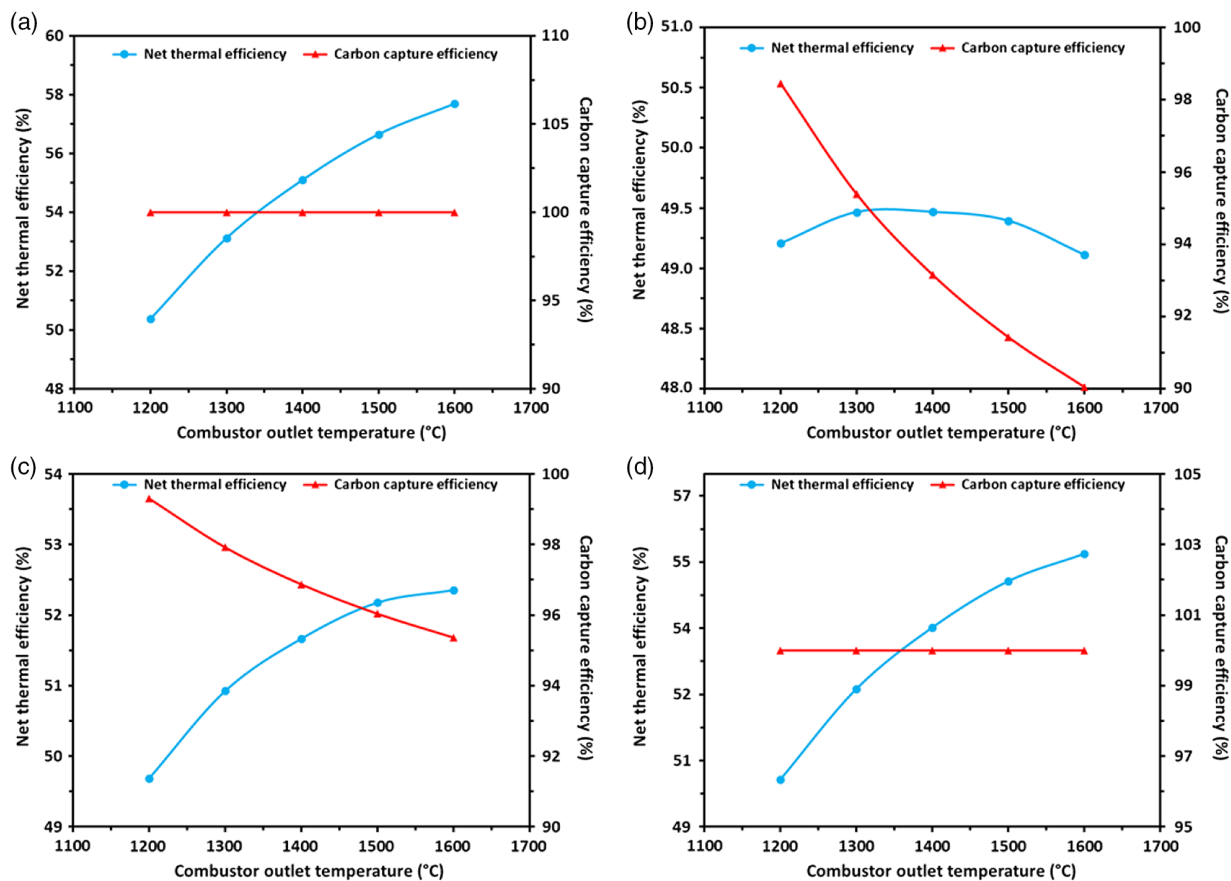 (a)
Net thermal efficiency Carbon capture efficiency
60
58
56
54
52
50
48
110
105
100
95
90
Net thermal efficiency (%)
Carbon capture efficiency (%)
1100 1200 1300 1400 1500 1600 1700
Combustor outlet temperature (°C)
(b)
Net thermal efficiency Carbon capture efficiency
51.0
50.5
50.0
49.5
49.0
48.5
48.0
100
98
96
94
92
90
Net thermal efficiency (%)
Carbon capture efficiency (%)
1100 1200 1300 1400 1500 1600 1700
Combustor outlet temperature (°C)
(c)
Net thermal efficiency Carbon capture efficiency
54
53
52
51
50
49
100
98
96
94
92
90
Net thermal efficiency (%)
Carbon capture efficiency (%)
1100 1200 1300 1400 1500 1600 1700
Combustor outlet temperature (°C)
(d)
Net thermal efficiency Carbon capture efficiency
57
55
54
52
51
49
105
103
101
99
97
95
Net thermal efficiency (%)
Carbon capture efficiency (%)
1100 1200 1300 1400 1500 1600 1700
Combustor outlet temperature (°C)